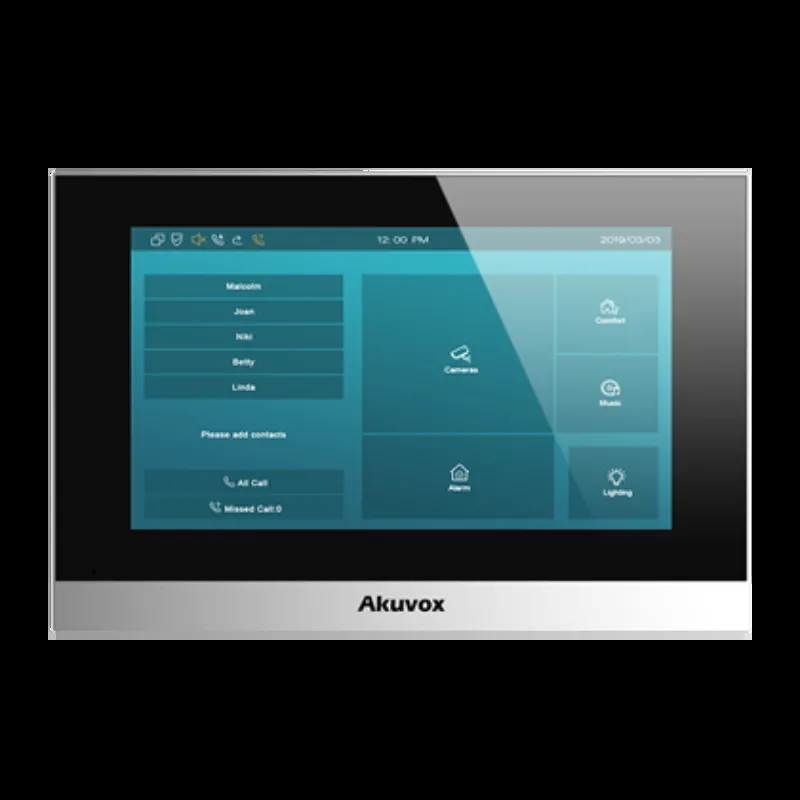 12:00 PM
2019/03/03
Malcolm
Joan
Niki
Betty
Linda
Please add contacts
All Call
Missed Call:0
Cameras
Alarm
Comfort
Music
Lighting
Akuvox